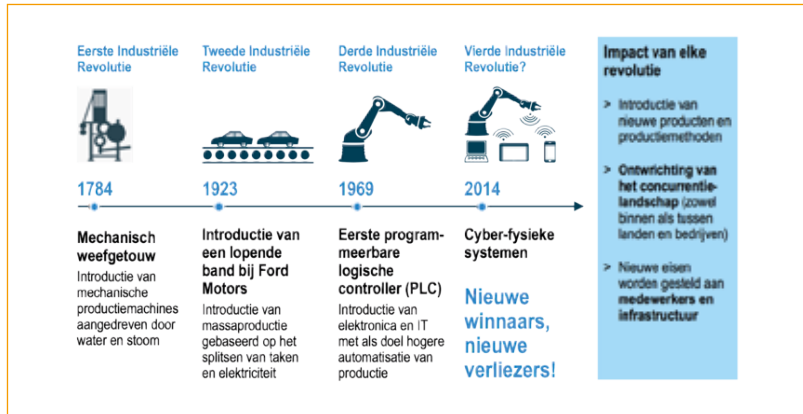 Eerste Industriële
Revolutie
1784
Mechanisch
weefgetouw
Introductie van
mechanische
productiemachines
aangedreven door
water en stoom
Tweede Industriële
Revolutie
1923
Introductie van
een lopende
band bij Ford
Motors
Introductie van
massaproductie
gebaseerd op het
splitsen van taken
en elektriciteit
Derde Industriële
Revolutie
1969
Eerste program-
meerbare
logische
controller (PLC)
Introductie van
elektronica en IT
met als doel hogere
automatisatie van
productie
Vierde Industriële
Revolutie?
2014
Cyber-fysieke
systemen
Nieuwe
winnaars,
nieuwe
verliezers!
Impact van elke
revolutie
> Introductie van
nieuwe producten en
productiemethoden
> Ontwrichting van
het concurrentie-
landschap (zowel
binnen als tussen
landen en bedrijven)
> Nieuwe eisen
worden gesteld aan
medewerkers en
infrastructuur